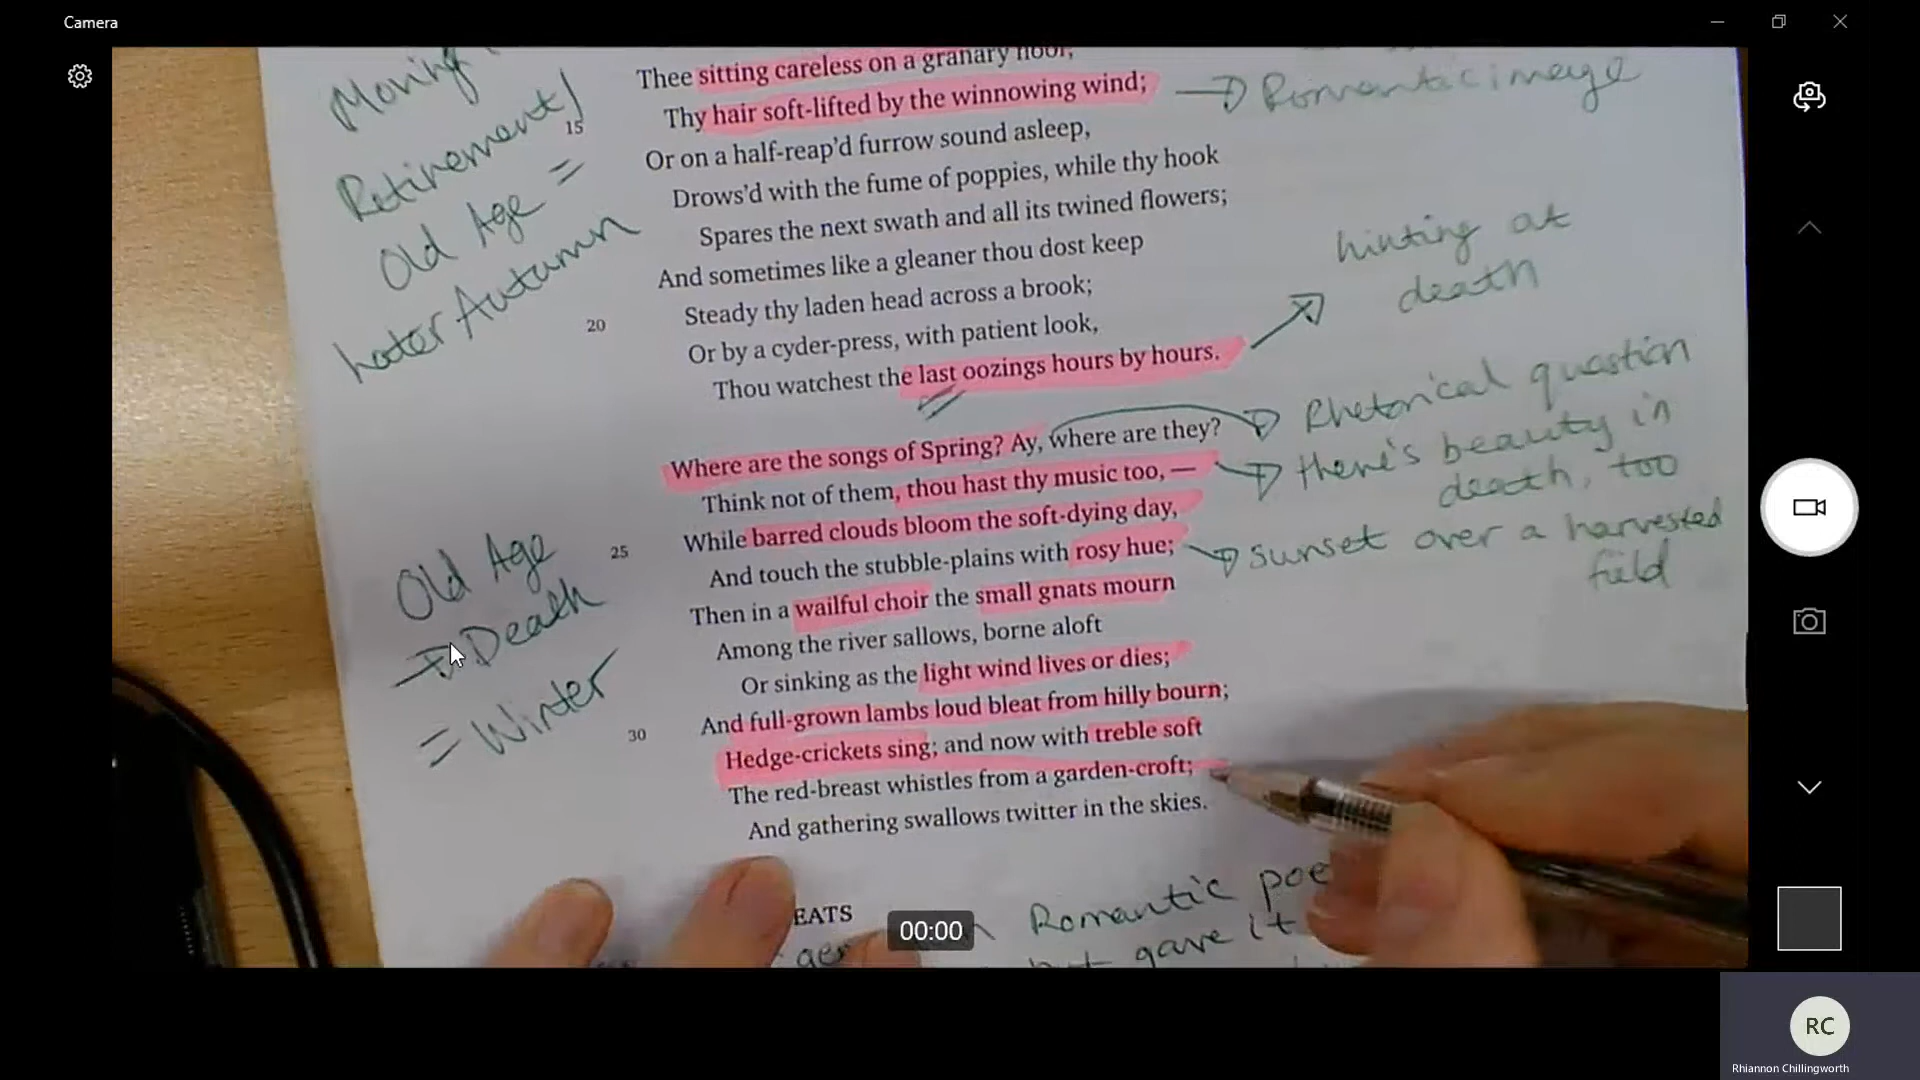 Camera
Moving
Retirement/
Old Age =
Later Autumn
Thee sitting careless on a granary floor,
Thy hair soft-lifted by the winnowing wind;
→ Romantic image
15
Or on a half-reap'd furrow sound asleep,
Drows'd with the fume of poppies, while thy hook
Spares the next swath and all its twined flowers;
And sometimes like a gleaner thou dost keep
Steady thy laden head across a brook;
20
Or by a cyder-press, with patient look,
Thou watchest the last oozings hours by hours.
hinting at
death
Where are the songs of Spring? Ay, where are they?
→ Rhetorical question
Think not of them, thou hast thy music too, —
→ there's beauty in
death, too
While barred clouds bloom the soft-dying day,
25
And touch the stubble-plains with rosy hue;
→ sunset over a harvested
field
Old Age
→ Death
= Winter
Then in a wailful choir the small gnats mourn
Among the river sallows, borne aloft
Or sinking as the light wind lives or dies;
And full-grown lambs loud bleat from hilly bourn;
30
Hedge-crickets sing; and now with treble soft
The red-breast whistles from a garden-croft;
And gathering swallows twitter in the skies.
EATS
Romantic poe
gave it
00:00
RC
Rhiannon Chillingworth